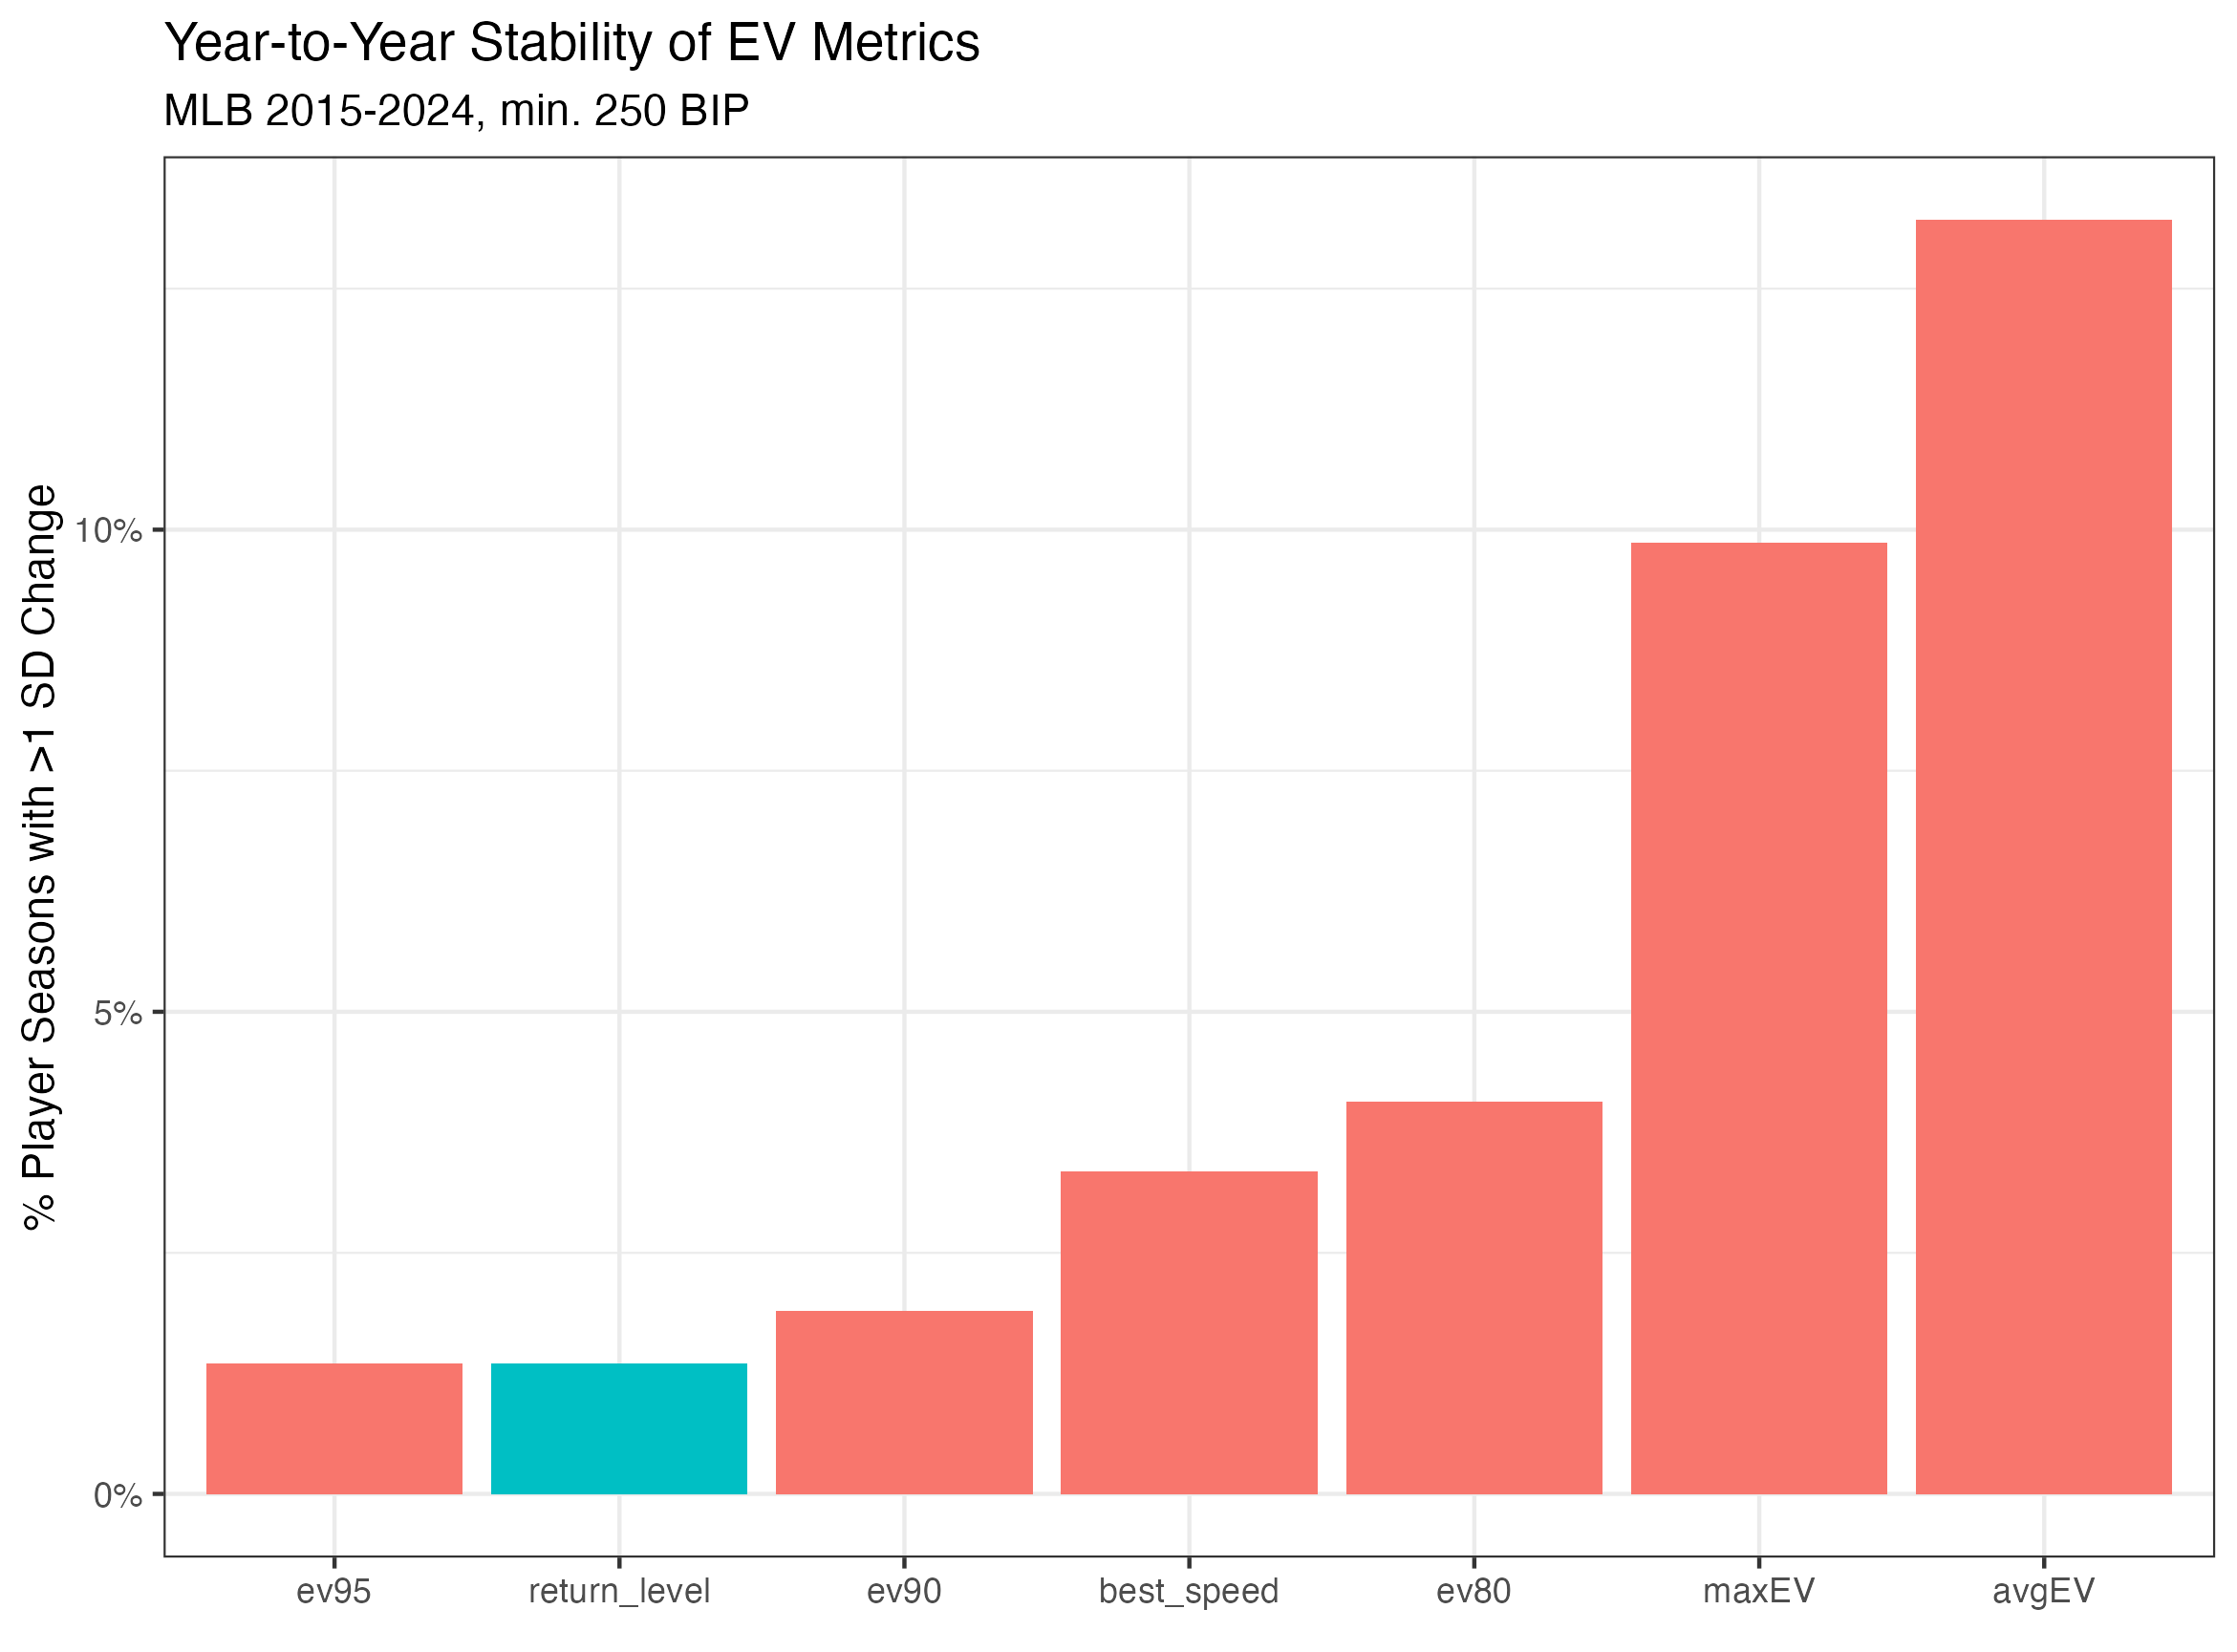 Year-to-Year Stability of EV Metrics
MLB 2015-2024, min. 250 BIP
% Player Seasons with >1 SD Change
10%
5%
0%
ev95
return_level
ev90
best_speed
ev80
maxEV
avgEV